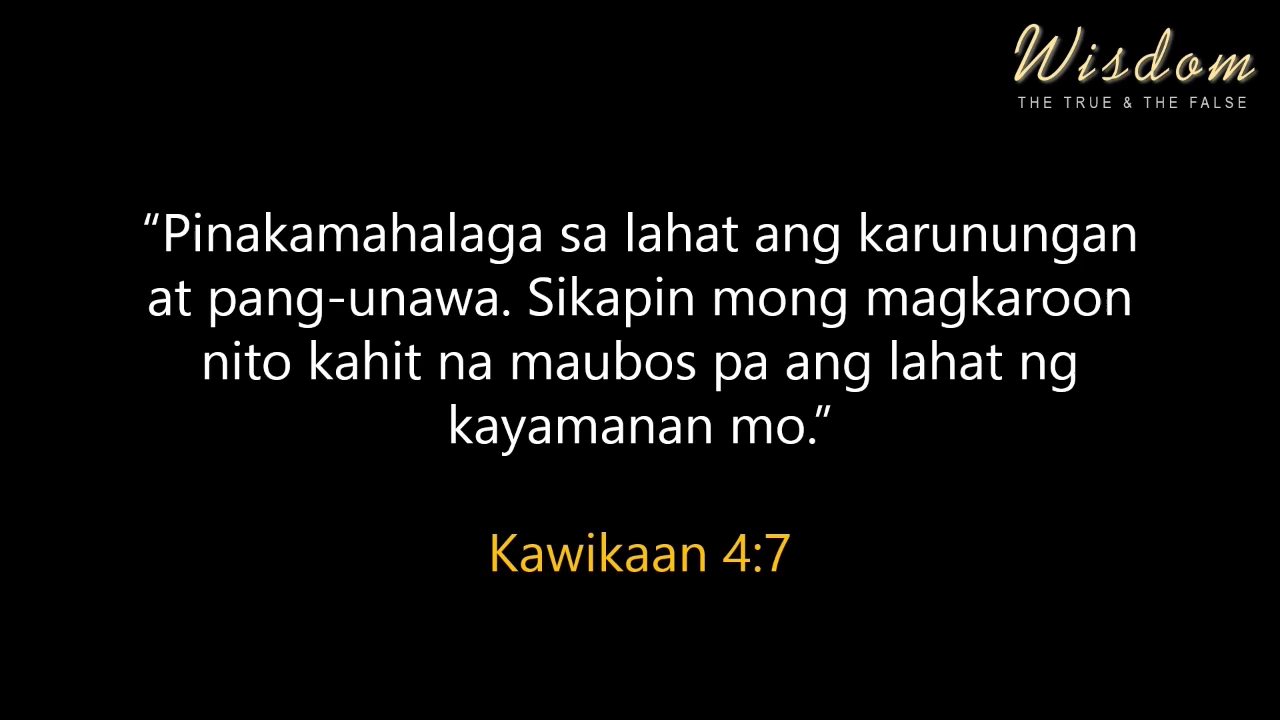 Wisdom
THE TRUE & THE FALSE
“Pinakamahalaga sa lahat ang karunungan
at pang-unawa. Sikapin mong magkaroon
nito kahit na maubos pa ang lahat ng
kayamanan mo.”
Kawikaan 4:7